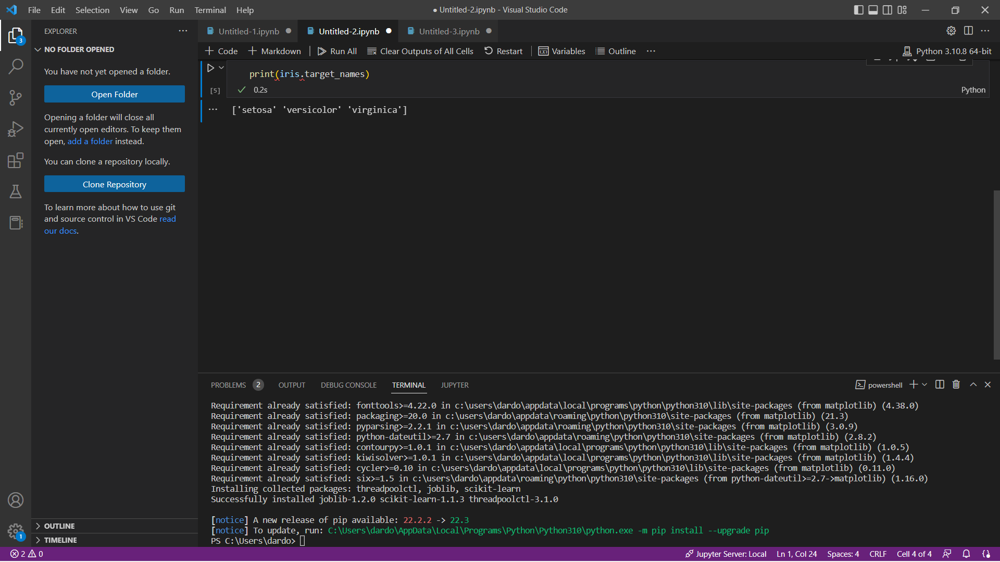 File Edit Selection View Go Run Terminal Help
● Untitled-2.ipynb - Visual Studio Code
EXPLORER
Untitled-1.ipynb
Untitled-2.ipynb
Untitled-3.ipynb
3
NO FOLDER OPENED
Code Markdown Run All Clear Outputs of All Cells Restart Variables Outline ···
Python 3.10.8 64-bit
You have not yet opened a folder.
Open Folder
Opening a folder will close all
currently open editors. To keep them
open, add a folder instead.
You can clone a repository locally.
Clone Repository
To learn more about how to use git
and source control in VS Code read
our docs.
OUTLINE
TIMELINE
1
print(iris.target_names)
[5]
0.2s
Python
['setosa' 'versicolor' 'virginica']
PROBLEMS 2 OUTPUT DEBUG CONSOLE TERMINAL JUPYTER
powershell
Requirement already satisfied: fonttools>=4.22.0 in c:\users\dardo\appdata\local\programs\python\python310\lib\site-packages (from matplotlib) (4.38.0)
Requirement already satisfied: packaging>=20.0 in c:\users\dardo\appdata\roaming\python\python310\site-packages (from matplotlib) (21.3)
Requirement already satisfied: pyparsing>=2.2.1 in c:\users\dardo\appdata\roaming\python\python310\site-packages (from matplotlib) (3.0.9)
Requirement already satisfied: python-dateutil>=2.7 in c:\users\dardo\appdata\roaming\python\python310\site-packages (from matplotlib) (2.8.2)
Requirement already satisfied: contourpy>=1.0.1 in c:\users\dardo\appdata\local\programs\python\python310\lib\site-packages (from matplotlib) (1.0.5)
Requirement already satisfied: kiwisolver>=1.0.1 in c:\users\dardo\appdata\local\programs\python\python310\lib\site-packages (from matplotlib) (1.4.4)
Requirement already satisfied: cycler>=0.10 in c:\users\dardo\appdata\local\programs\python\python310\lib\site-packages (from matplotlib) (0.11.0)
Requirement already satisfied: six>=1.5 in c:\users\dardo\appdata\roaming\python\python310\site-packages (from python-dateutil>=2.7->matplotlib) (1.16.0)
Installing collected packages: threadpoolctl, joblib, scikit-learn
Successfully installed joblib-1.2.0 scikit-learn-1.1.3 threadpoolctl-3.1.0
[notice] A new release of pip available: 22.2.2 -> 22.3
[notice] To update, run: C:\Users\dardo\AppData\Local\Programs\Python\Python310\python.exe -m pip install --upgrade pip
PS C:\Users\dardo>
2 0
Jupyter Server: Local Ln 1, Col 24 Spaces: 4 CRLF Cell 4 of 4